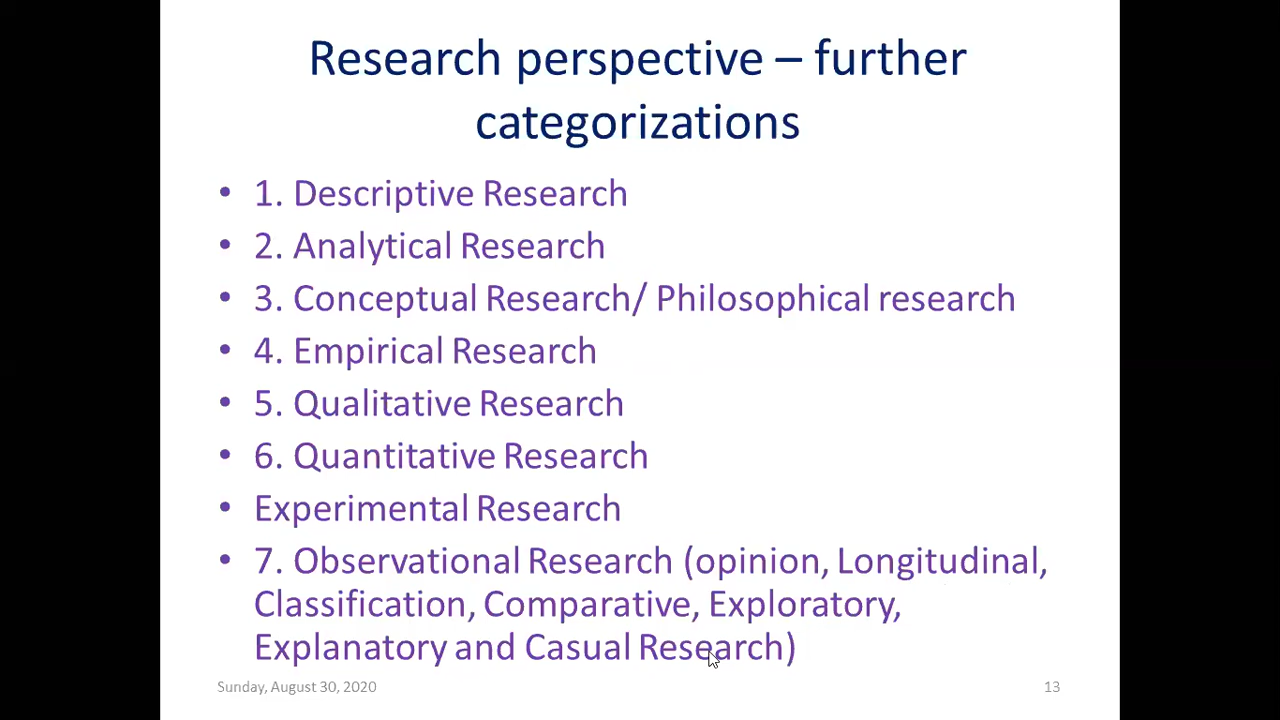 Research perspective – further
categorizations
• 1. Descriptive Research
• 2. Analytical Research
• 3. Conceptual Research/ Philosophical research
• 4. Empirical Research
• 5. Qualitative Research
• 6. Quantitative Research
• Experimental Research
• 7. Observational Research (opinion, Longitudinal,
Classification, Comparative, Exploratory,
Explanatory and Casual Research)
Sunday, August 30, 2020
13